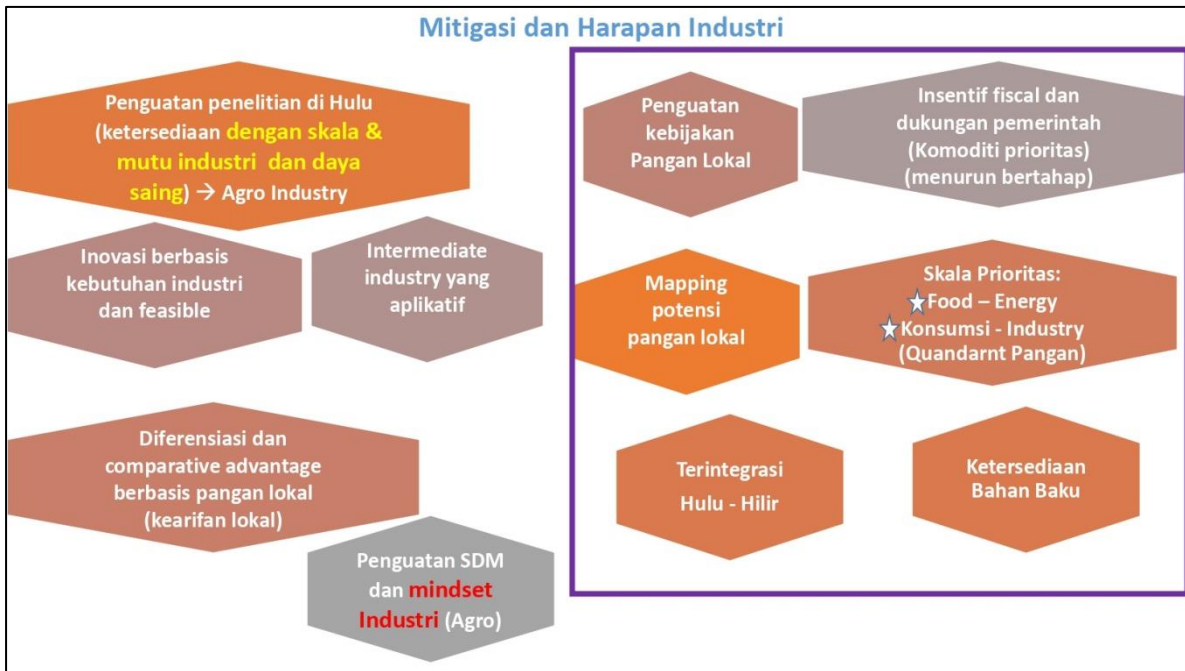 Mitigasi dan Harapan Industri
Penguatan penelitian di Hulu
(ketersediaan dengan skala &
mutu industri dan daya
saing) → Agro Industry
Inovasi berbasis
kebutuhan industri
dan feasible
Intermediate
industry yang
aplikatif
Diferensiasi dan
comparative advantage
berbasis pangan lokal
(kearifan lokal)
Penguatan SDM
dan mindset
Industri (Agro)
Penguatan
kebijakan
Pangan Lokal
Insentif fiscal dan
dukungan pemerintah
(Komoditi prioritas)
(menurun bertahap)
Mapping
potensi
pangan lokal
Skala Prioritas:
Food – Energy
Konsumsi - Industry
(Quandarnt Pangan)
Terintegrasi
Hulu - Hilir
Ketersediaan
Bahan Baku